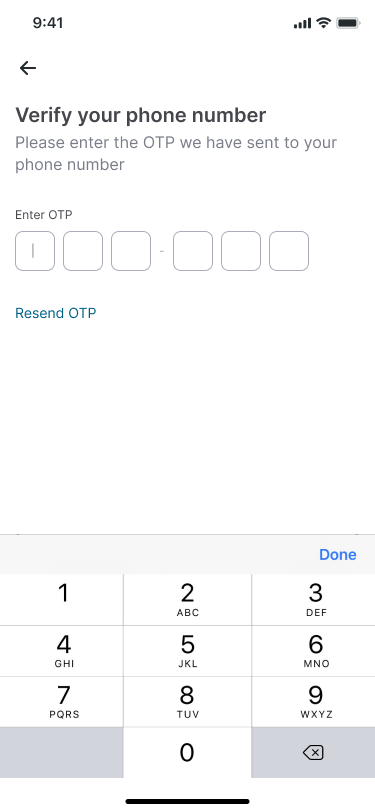 9:41
Verify your phone number
Please enter the OTP we have sent to your
phone number
Enter OTP
-
Resend OTP
Done
1 2 3
ABC DEF
4 5 6
GHI JKL MNO
7 8 9
PQRS TUV WXYZ
0